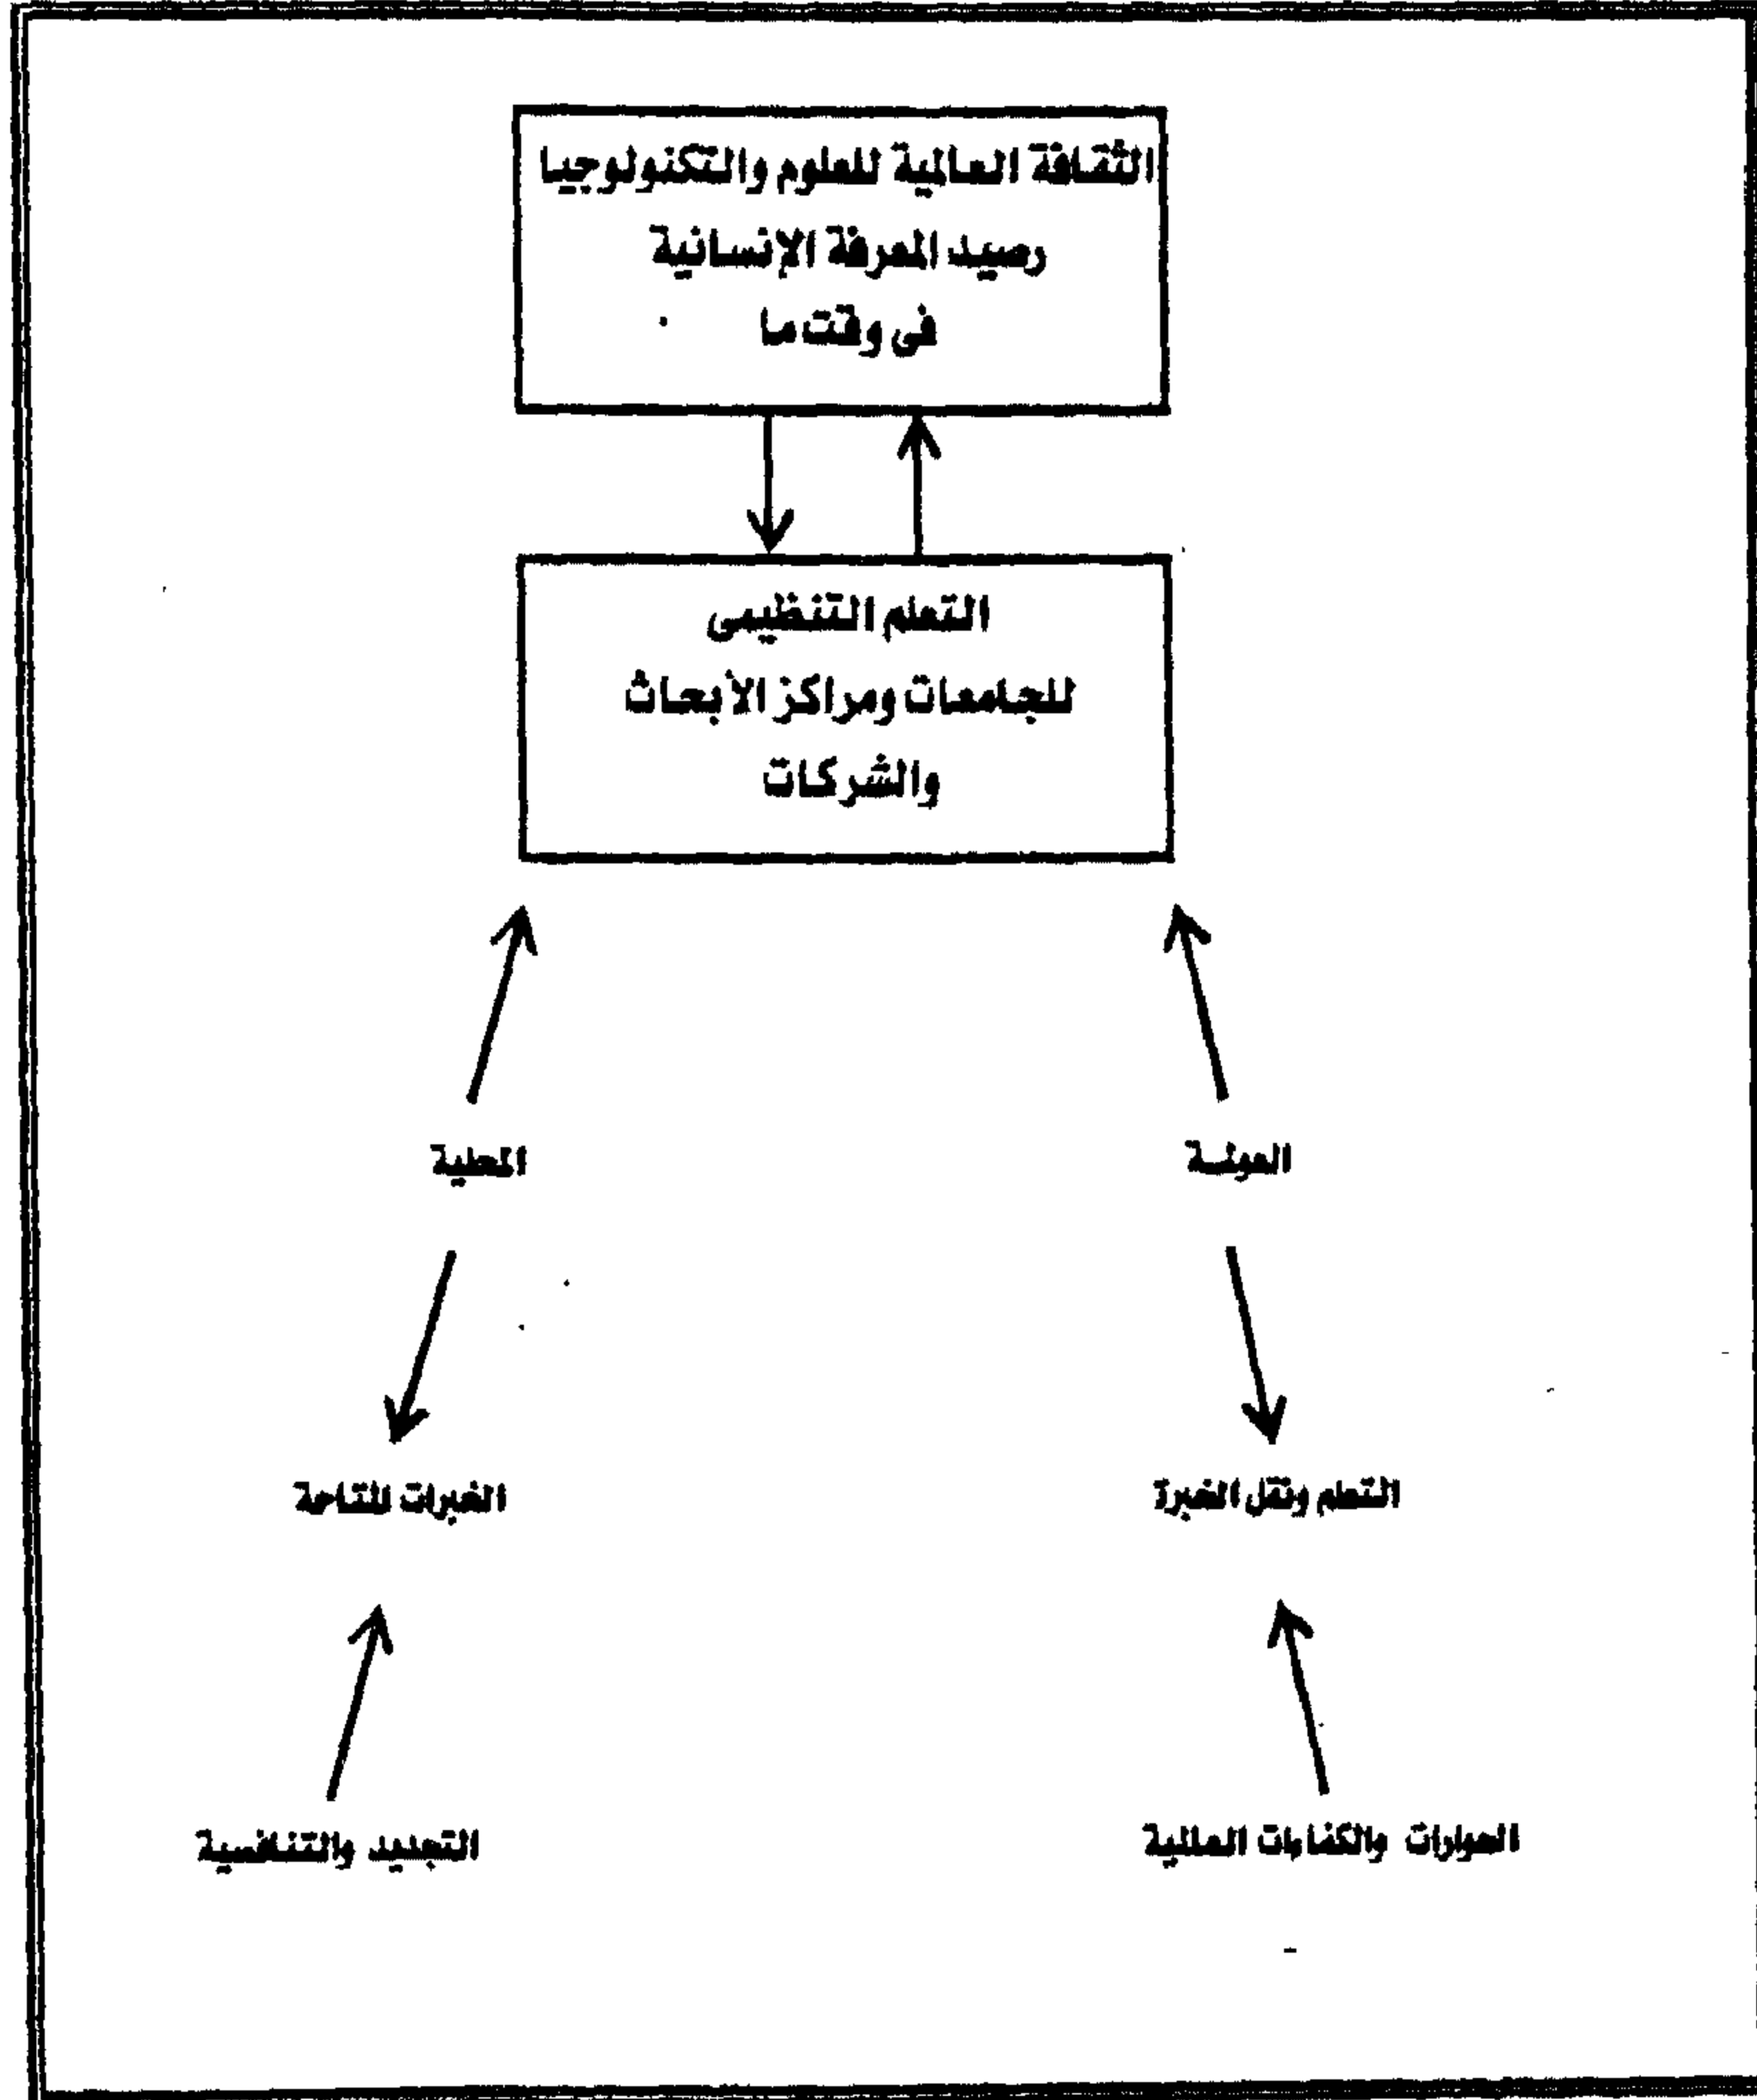 الثقافة العالمية للعلوم والتكنولوجيا
رصيد المعرفة الإنسانية
فى وقت ما
التعلم التنظيمى
للجامعات ومراكز الأبحاث
والشركات
العولمة
المحلية
التعلم ونقل الخبرة
الخبرات المتاحة
والكفاءات العالمية
التجديد والتنافسية